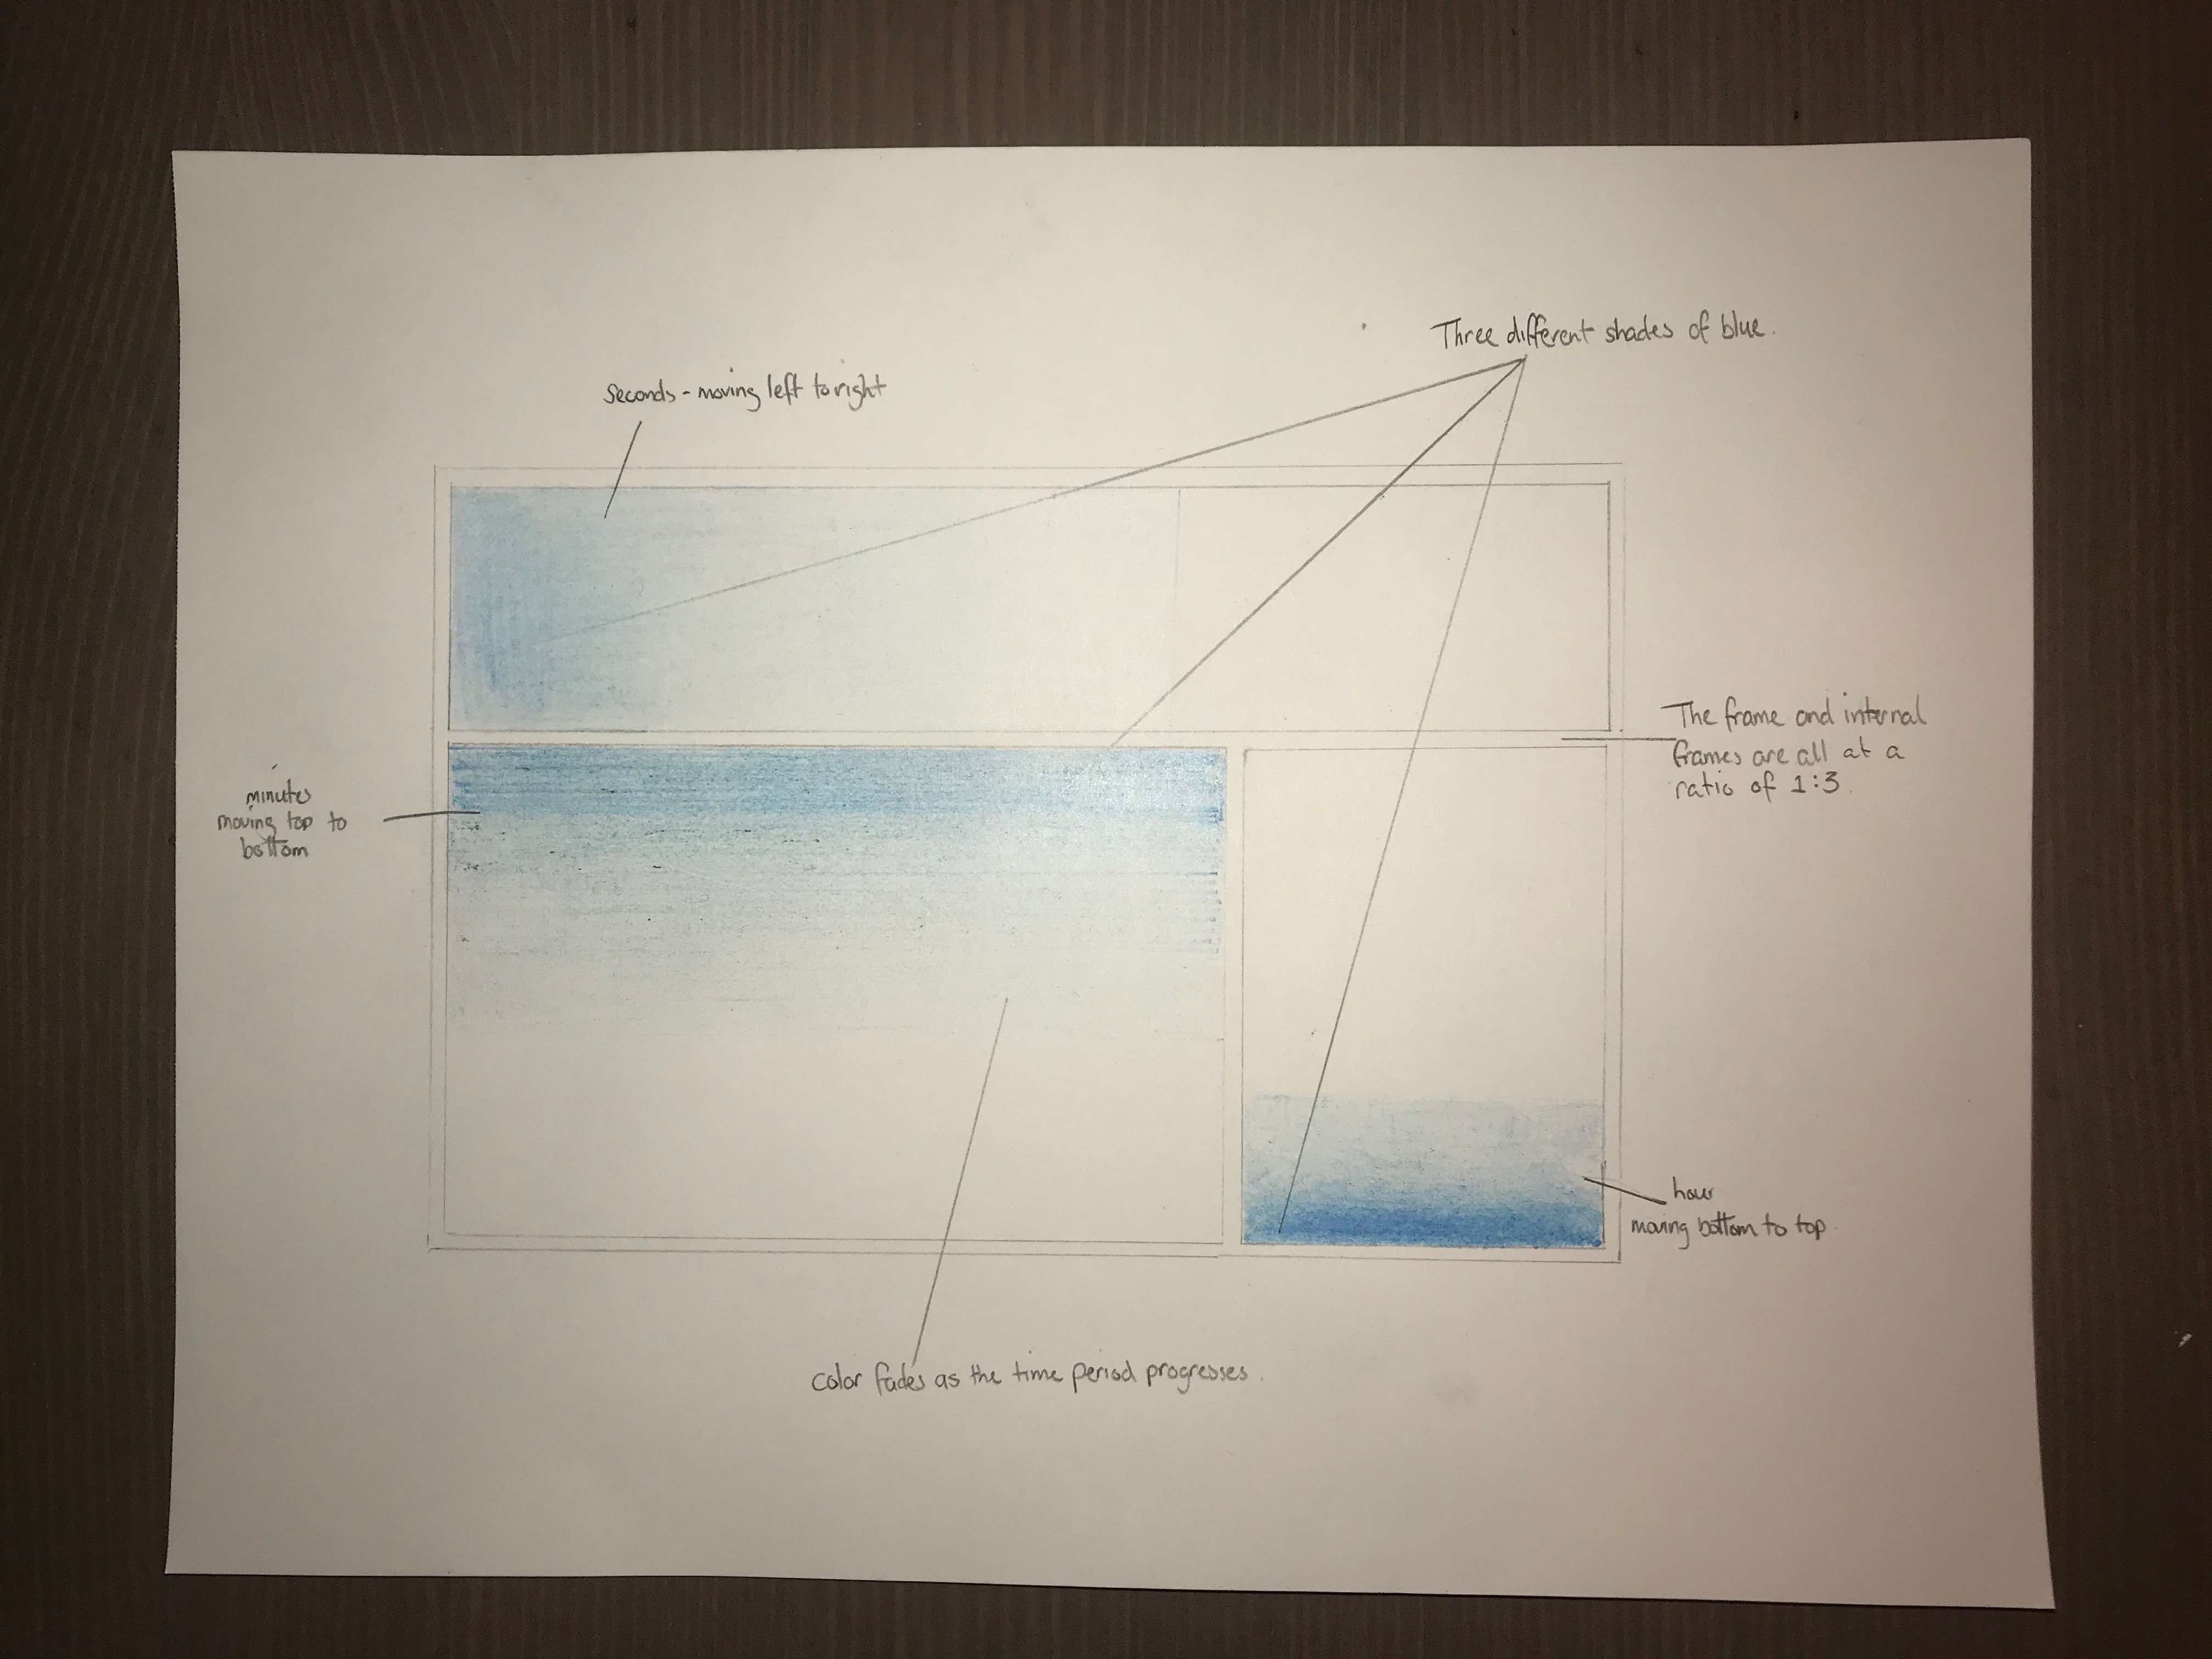 Three different shades of blue.
Seconds - moving left to right
The frame and internal
frames are all at a
ratio of 1:3.
minutes
moving top to
bottom
hour
moving bottom to top.
color fades as the time period progresses.